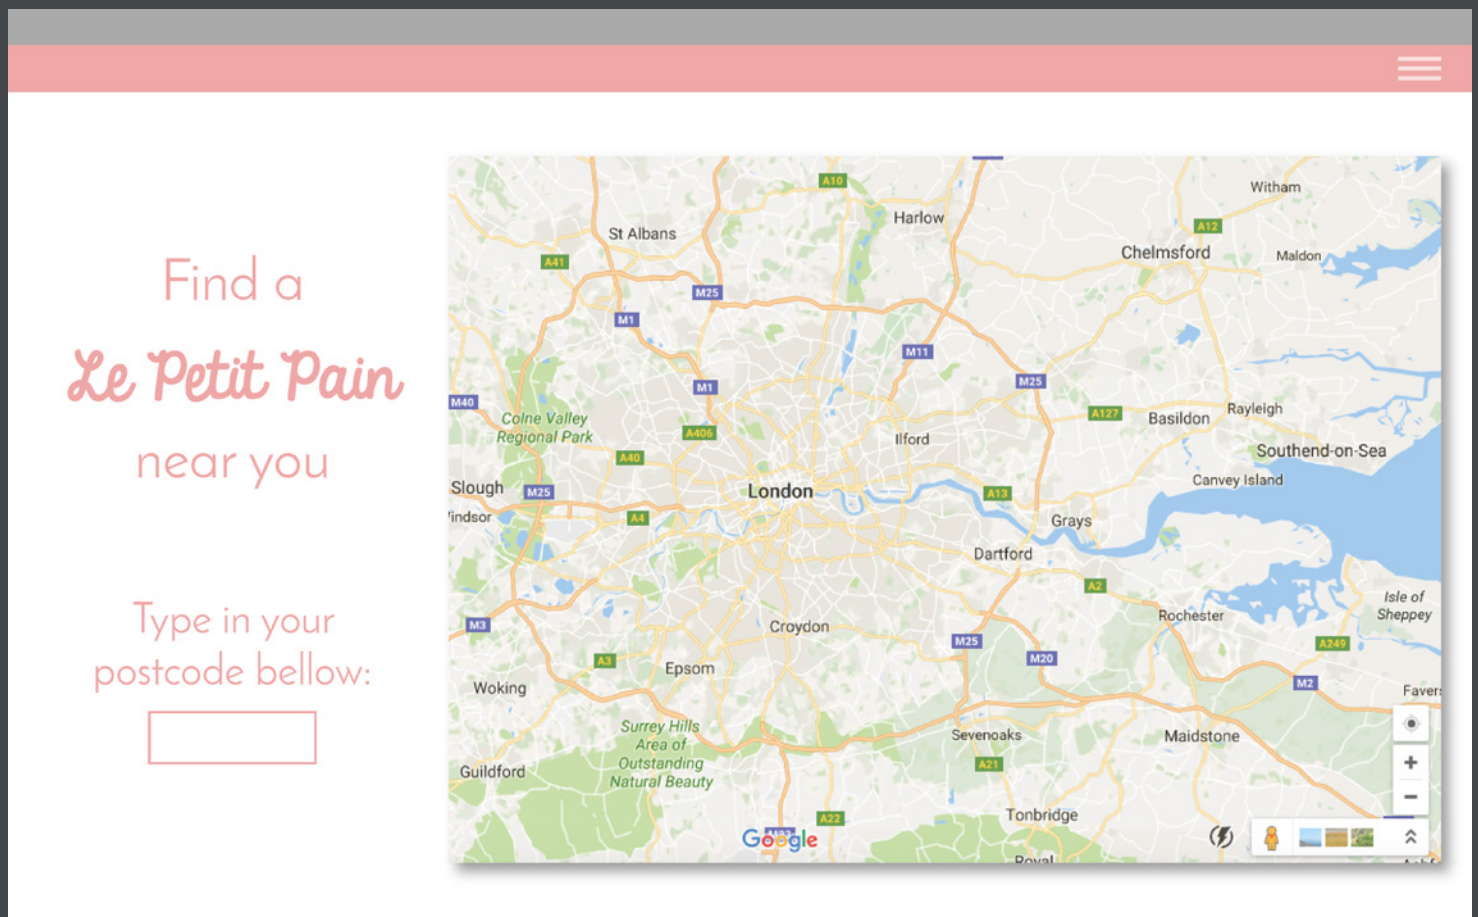 Find a
Le Petit Pain
near you
Type in your
postcode bellow:
A10
Witham
Harlow
A12
St Albans
Chelmsford
Maldon
A41
M25
M1
M11
M25
M1
M40
A127
Rayleigh
Basildon
Colne Valley
Regional Park
A406
Ilford
A40
Southend-on-Sea
Canvey Island
Slough
M25
London
A13
indsor
A4
Grays
Dartford
A2
Isle of
Sheppey
Rochester
M3
Croydon
M25
A249
A3
M20
Epsom
Woking
M2
Favers
Surrey Hills
Area of
Outstanding
Natural Beauty
Sevenoaks
Maidstone
Guildford
A21
+
−
Tonbridge
A22
Google
Royal